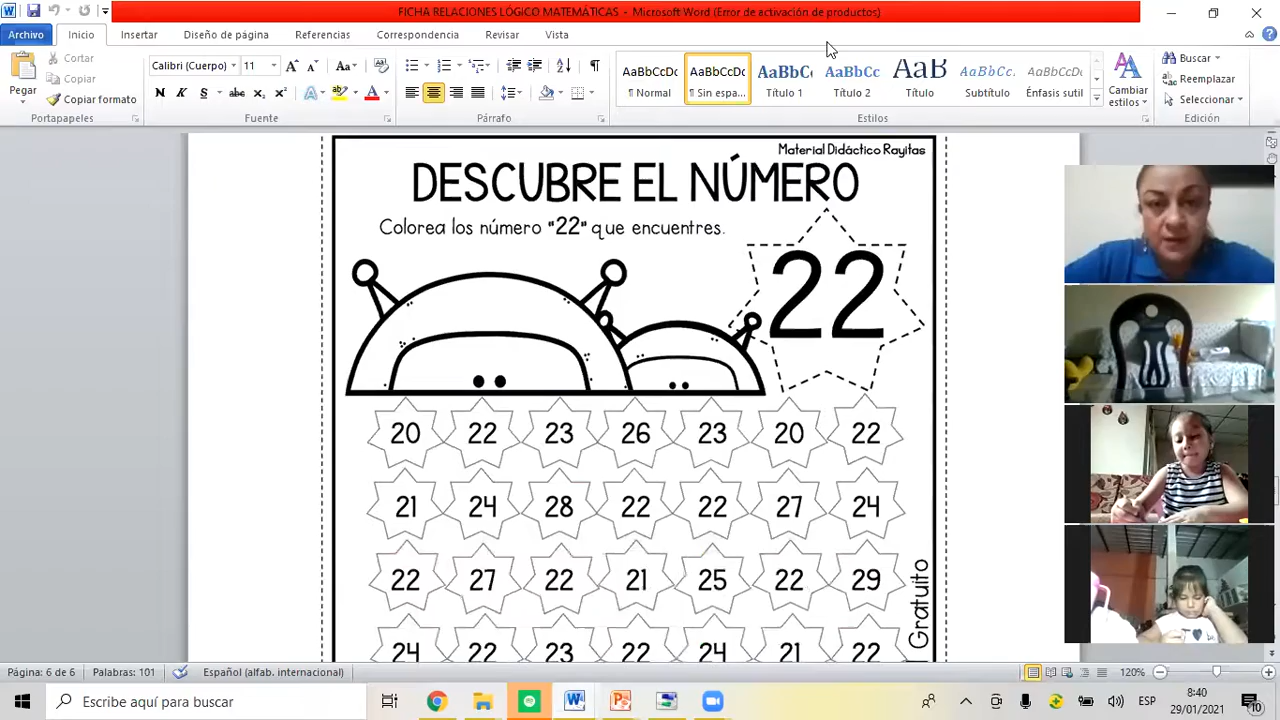 FICHA RELACIONES LÓGICO MATEMÁTICAS - Microsoft Word (Error de activación de productos)
Archivo Inicio Insertar Diseño de página Referencias Correspondencia Revisar Vista
Pegar
Cortar
Copiar
Copiar formato
Portapapeles
Calibri (Cuerpo) 11
N K S
Fuente
Párrafo
AaBbCcDc AaBbCcDc AaBbC AaBbCc AaB AaBbCc. AaBbCcDc
¶ Normal ¶ Sin espa... Título 1 Título 2 Título Subtítulo Énfasis sutil
Estilos
Cambiar estilos
Buscar
Reemplazar
Seleccionar
Edición
Material Didáctico Rayitas
DESCUBRE EL NÚMERO
Colorea los número "22" que encuentres.
22
20 22 23 26 23 20 22
21 24 28 22 22 27 24
22 27 22 21 25 22 29
24 22 23 22 24 21 22
Gratuito
Página: 6 de 6 Palabras: 101 Español (alfab. internacional) 120%
Escribe aquí para buscar
ESP
8:40
29/01/2021
10